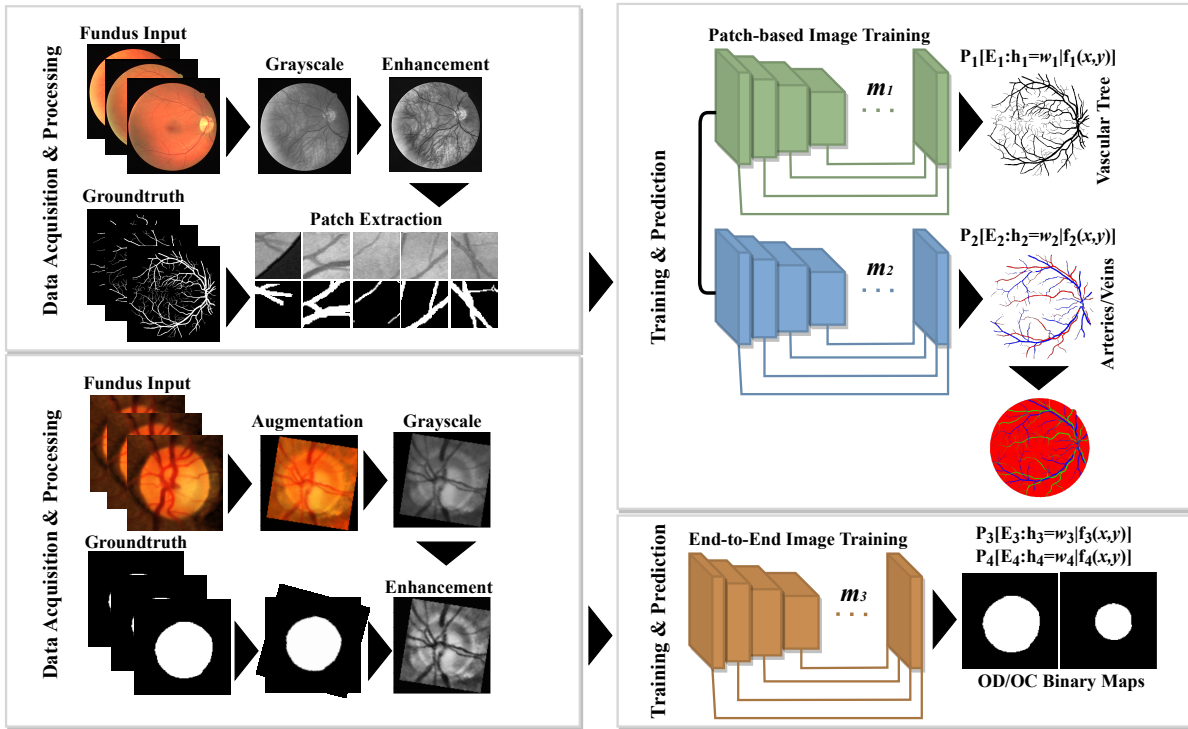 Data Acquisition & Processing
Fundus Input
Grayscale
Enhancement
Groundtruth
Patch Extraction
Training & Prediction
Patch-based Image Training
m1
P1[E1:h1=w1|f1(x,y)]
Vascular Tree
m2
P2[E2:h2=w2|f2(x,y)]
Arteries/Veins
Data Acquisition & Processing
Fundus Input
Augmentation
Grayscale
Groundtruth
Enhancement
Training & Prediction
End-to-End Image Training
m3
P3[E3:h3=w3|f3(x,y)]
P4[E4:h4=w4|f4(x,y)]
OD/OC Binary Maps